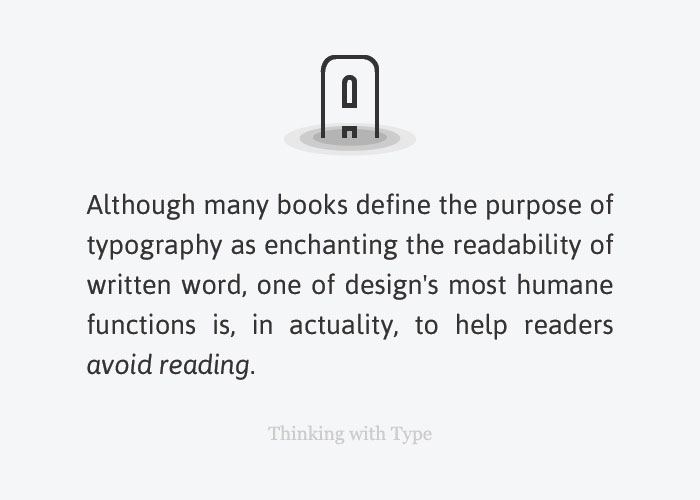 Although many books define the purpose of
typography as enchanting the readability of
written word, one of design's most humane
functions is, in actuality, to help readers
avoid reading.
Thinking with Type